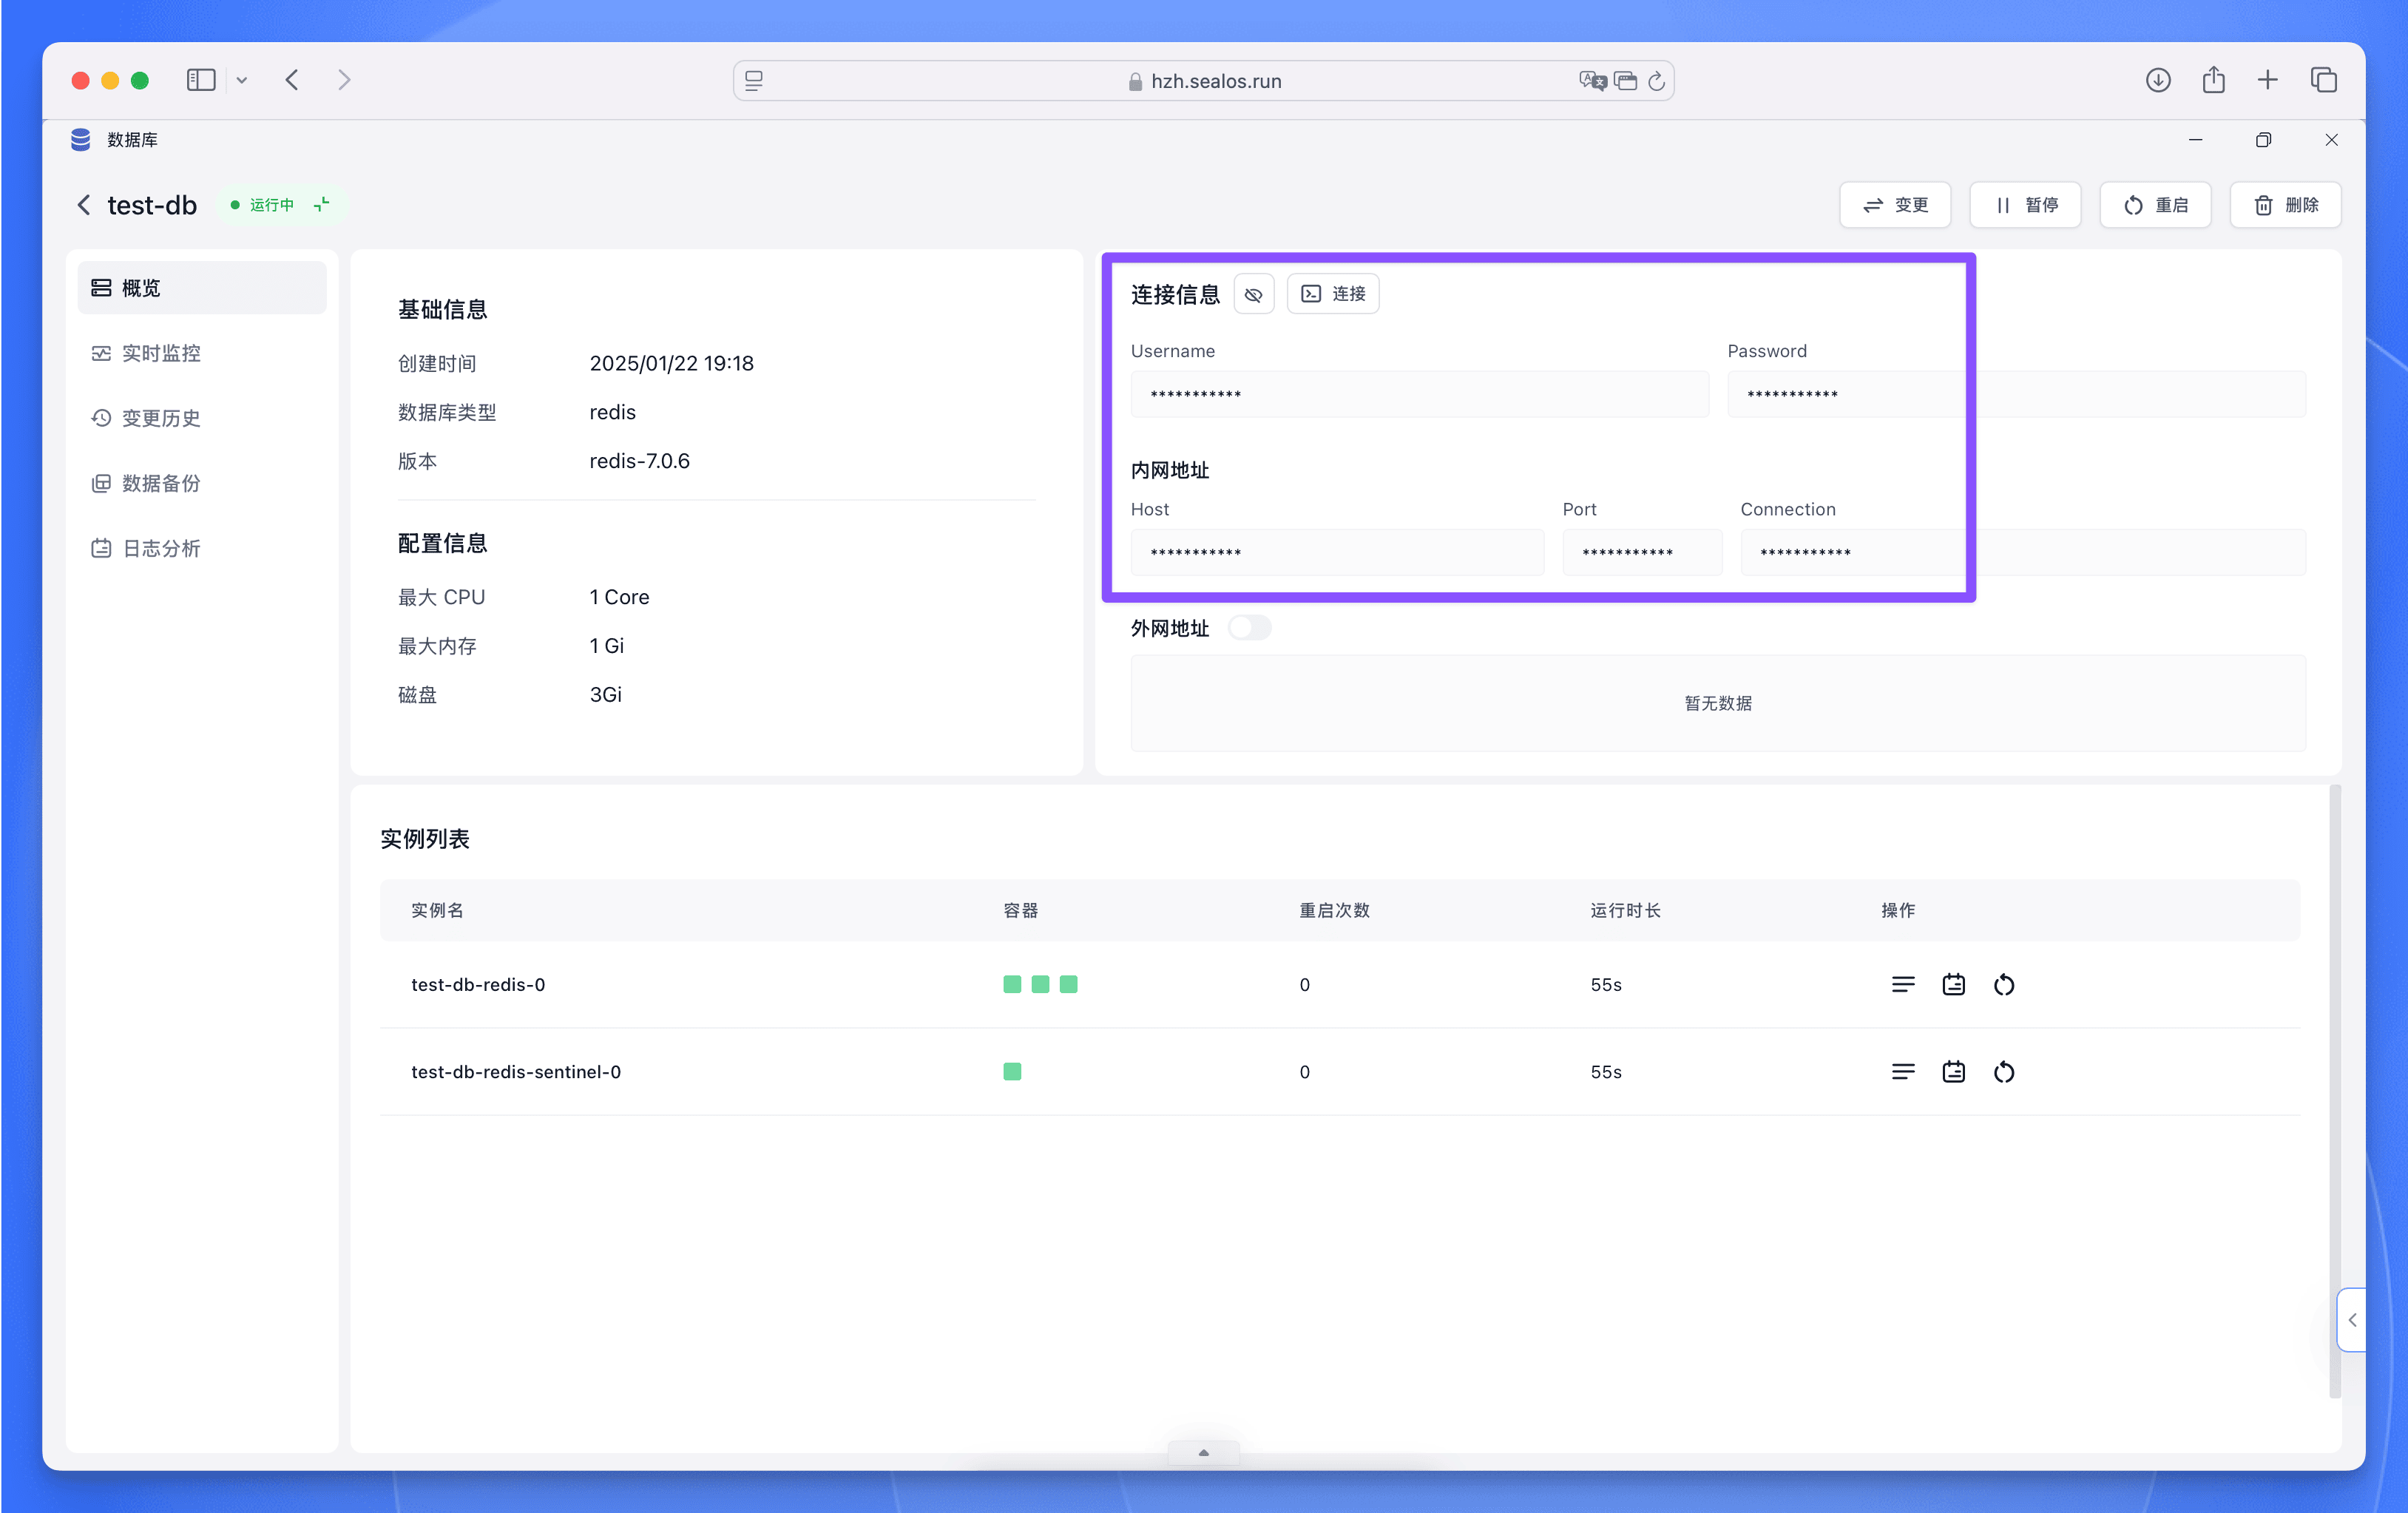 hzh.sealos.run
数据库
test-db 运行中
变更 暂停 重启 删除
概览
实时监控
变更历史
数据备份
日志分析
基础信息
创建时间 2025/01/22 19:18
数据库类型 redis
版本 redis-7.0.6
配置信息
最大 CPU 1 Core
最大内存 1 Gi
磁盘 3Gi
连接信息 连接
Username Password
*********** ***********
内网地址
Host Port Connection
*********** *********** ***********
外网地址
暂无数据
实例列表
实例名 容器 重启次数 运行时长 操作
test-db-redis-0 0 55s
test-db-redis-sentinel-0 0 55s